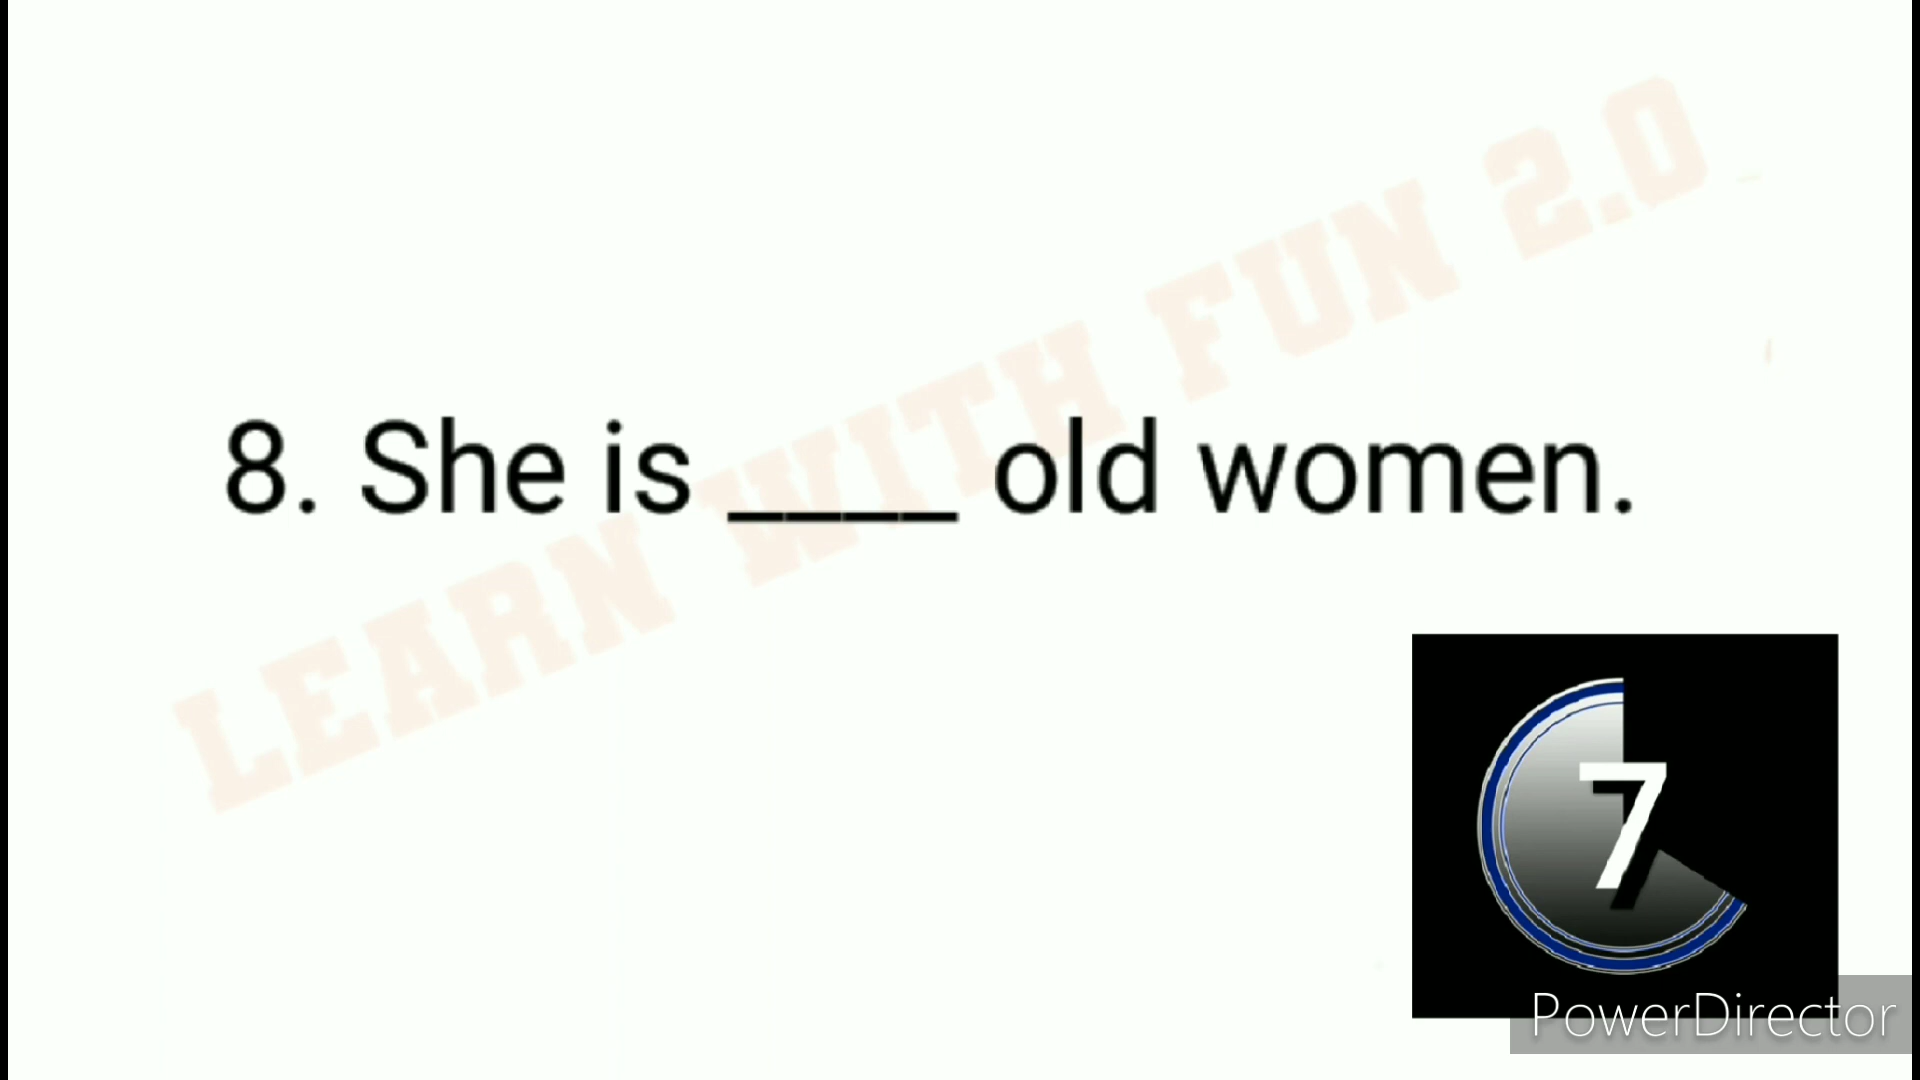 LEARN WITH FUN 2.0
8. She is ____ old women.
7
PowerDirector